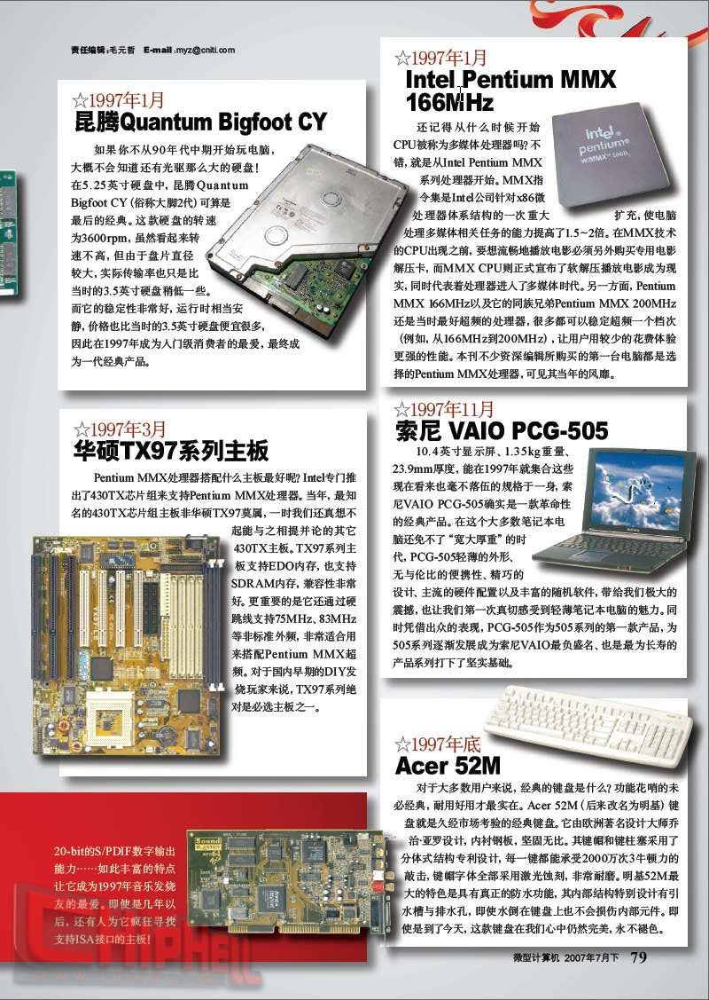 责任编辑：毛元哲 E-mail：myz@cniti.com
☆1997年1月
昆腾Quantum Bigfoot CY
如果你不从90年代中期开始玩电脑，
大概不会知道还有光驱那么大的硬盘！
在5.25英寸硬盘中，昆腾Quantum
Bigfoot CY（俗称大脚2代）可算是
最后的经典。这款硬盘的转速
为3600rpm，虽然看起来转
速不高，但由于盘片直径
较大，实际传输率也只是比
当时的3.5英寸硬盘稍低一些。
而它的稳定性非常好，运行时相当安
静，价格也比当时的3.5英寸硬盘便宜很多，
因此在1997年成为入门级消费者的最爱，最终成
为一代经典产品。
☆1997年3月
华硕TX97系列主板
Pentium MMX处理器搭配什么主板最好呢？Intel专门推
出了430TX芯片组来支持Pentium MMX处理器。当年，最知
名的430TX芯片组主板非华硕TX97莫属，一时我们还真想不
起能与之相提并论的其它
430TX主板。TX97系列主
板支持EDO内存，也支持
SDRAM内存，兼容性非常
好。更重要的是它还通过硬
跳线支持75MHz、83MHz
等非标准外频，非常适合用
来搭配Pentium MMX超
频。对于国内早期的DIY发
烧玩家来说，TX97系列绝
对是必选主板之一。
20-bit的S/PDIF数字输出
能力……如此丰富的特点
让它成为1997年音乐发烧
友的最爱。即使是几年以
后，还有人为它疯狂寻找
支持ISA接口的主板！
Sound
BLASTER
CHIPHELL
WWW.CHIPHELL.COM
☆1997年1月
Intel Pentium MMX
166MHz
还记得从什么时候开始
CPU被称为多媒体处理器吗？不
错，就是从Intel Pentium MMX
系列处理器开始。MMX指
令集是Intel公司针对x86微
处理器体系结构的一次重大扩充，使电脑
处理多媒体相关任务的能力提高了1.5~2倍。在MMX技术
的CPU出现之前，要想流畅地播放电影必须另外购买专用电影
解压卡，而MMX CPU则正式宣布了软解压播放电影成为现
实，同时代表着处理器进入了多媒体时代。另一方面，Pentium
MMX 166MHz以及它的同族兄弟Pentium MMX 200MHz
还是当时最好超频的处理器，很多都可以稳定超频一个档次
（例如，从166MHz到200MHz），让用户用较少的花费体验
更强的性能。本刊不少资深编辑所购买的第一台电脑都是选
择的Pentium MMX处理器，可见其当年的风靡。
intel
pentium
w/MMX tech
☆1997年11月
索尼 VAIO PCG-505
10.4英寸显示屏、1.35kg重量、
23.9mm厚度，能在1997年就集合这些
现在看来也毫不落伍的规格于一身，索
尼VAIO PCG-505确实是一款革命性
的经典产品。在这个大多数笔记本电
脑还免不了“宽大厚重”的时
代，PCG-505轻薄的外形、
无与伦比的便携性、精巧的
设计、主流的硬件配置以及丰富的随机软件，带给我们极大的
震撼，也让我们第一次真切感受到轻薄笔记本电脑的魅力。同
时凭借出众的表现，PCG-505作为505系列的第一款产品，为
505系列逐渐发展成为索尼VAIO最负盛名、也是最为长寿的
产品系列打下了坚实基础。
☆1997年底
Acer 52M
对于大多数用户来说，经典的键盘是什么？功能花哨的未
必经典，耐用好用才最实在。Acer 52M（后来改名为明基）键
盘就是久经市场考验的经典键盘。它由欧洲著名设计大师乔
治·亚罗设计，内衬钢板，坚固无比。其键帽和键柱塞采用了
分体式结构专利设计，每一键都能承受2000万次3牛顿力的
敲击，键帽字体全部采用激光蚀刻，非常耐磨。明基52M最
大的特色是具有真正的防水功能，其内部结构特别设计有引
水槽与排水孔，即使水倒在键盘上也不会损伤内部元件。即
使是到了今天，这款键盘在我们心中仍然完美，永不褪色。
微型计算机 2007年7月下 79